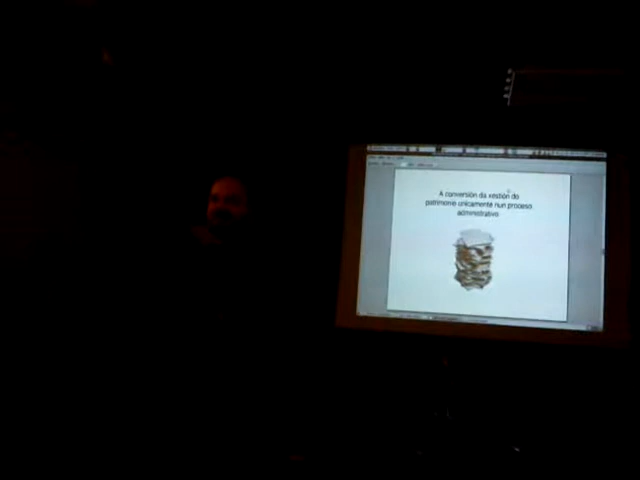 A conversión da xestión do
patrimonio unicamente nun proceso
administrativo